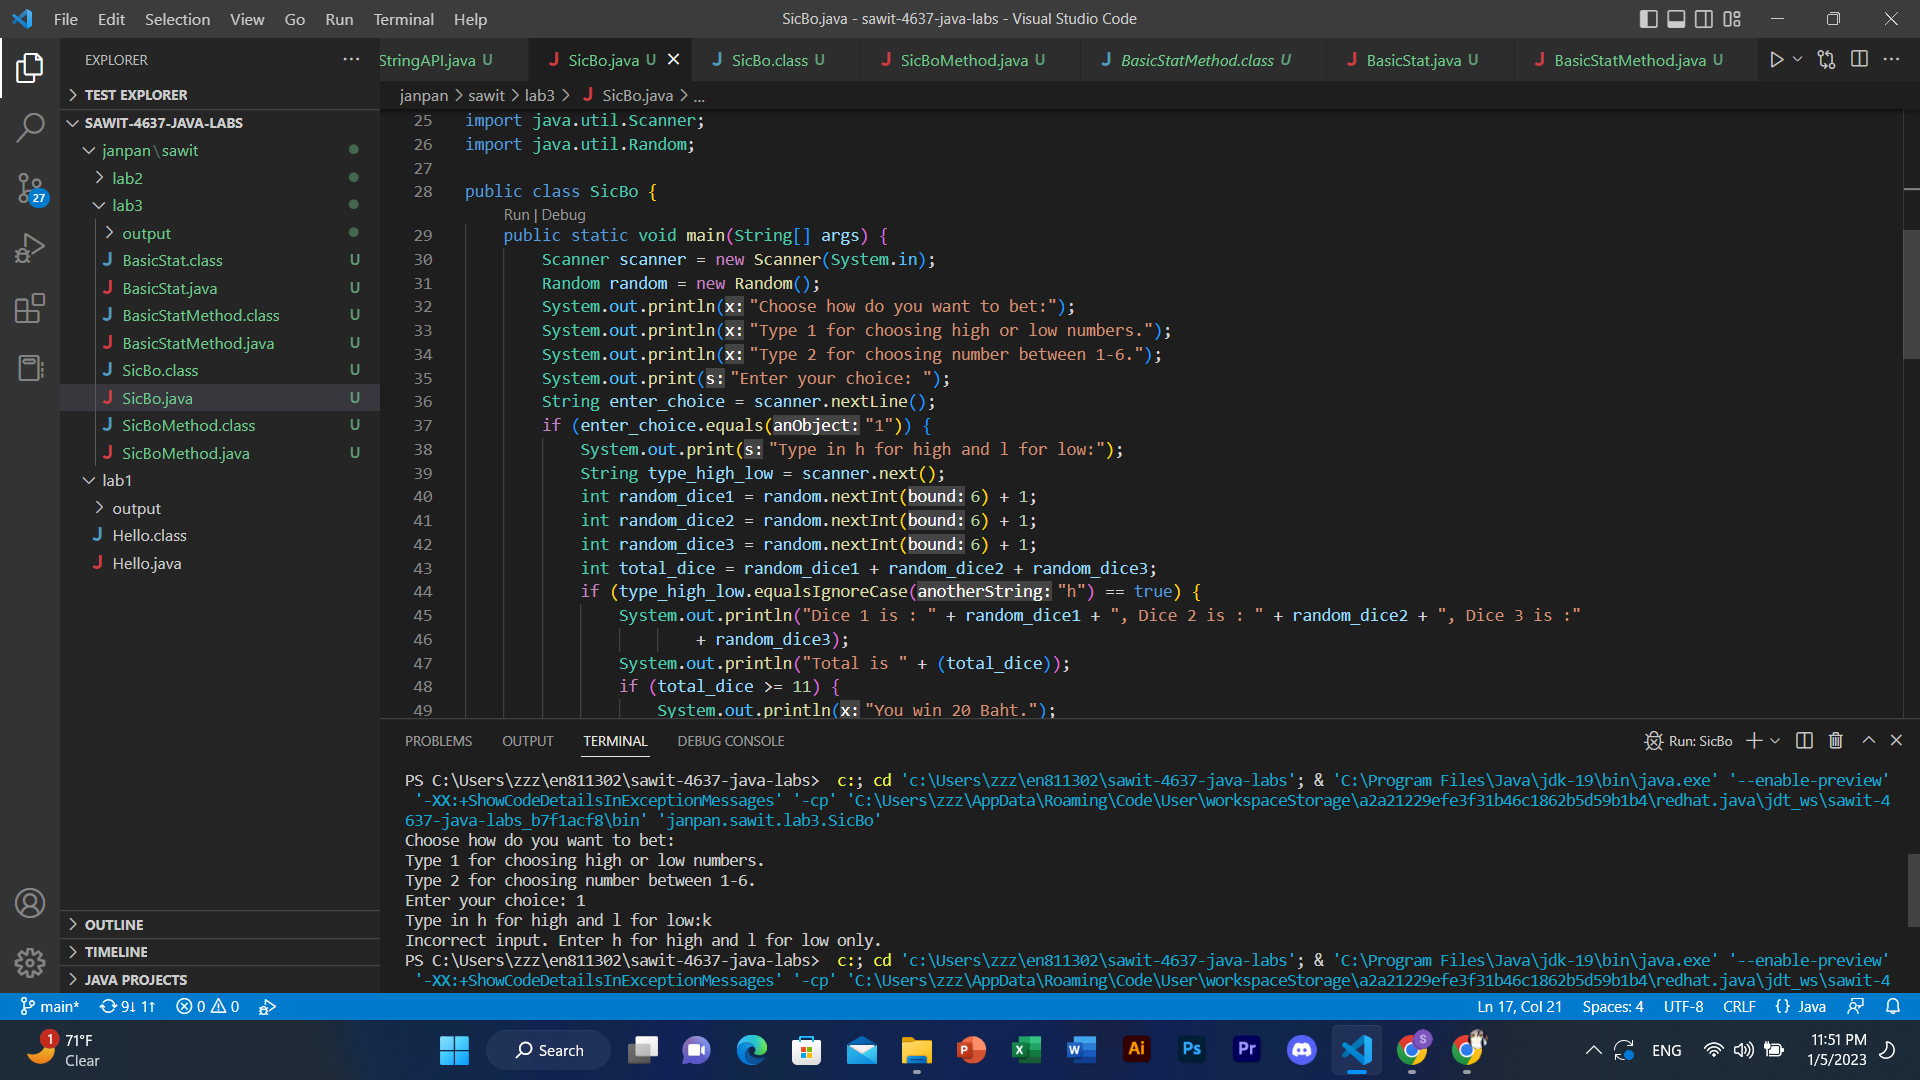 File Edit Selection View Go Run Terminal Help
SicBo.java - sawit-4637-java-labs - Visual Studio Code
EXPLORER
TEST EXPLORER
SAWIT-4637-JAVA-LABS
janpan\sawit
lab2
lab3
output
BasicStat.class U
BasicStat.java U
BasicStatMethod.class U
BasicStatMethod.java U
SicBo.class U
SicBo.java U
SicBoMethod.class U
SicBoMethod.java U
lab1
output
Hello.class
Hello.java
OUTLINE
TIMELINE
JAVA PROJECTS
27
StringAPI.java U SicBo.java U SicBo.class U SicBoMethod.java U BasicStatMethod.class U BasicStat.java U BasicStatMethod.java U
janpan > sawit > lab3 > SicBo.java > ...
25 import java.util.Scanner;
26 import java.util.Random;
27
28 public class SicBo {
Run | Debug
29 public static void main(String[] args) {
30 Scanner scanner = new Scanner(System.in);
31 Random random = new Random();
32 System.out.println(x: "Choose how do you want to bet:");
33 System.out.println(x: "Type 1 for choosing high or low numbers.");
34 System.out.println(x: "Type 2 for choosing number between 1-6.");
35 System.out.print(s: "Enter your choice: ");
36 String enter_choice = scanner.nextLine();
37 if (enter_choice.equals(anObject: "1")) {
38 System.out.print(s: "Type in h for high and l for low:");
39 String type_high_low = scanner.next();
40 int random_dice1 = random.nextInt(bound: 6) + 1;
41 int random_dice2 = random.nextInt(bound: 6) + 1;
42 int random_dice3 = random.nextInt(bound: 6) + 1;
43 int total_dice = random_dice1 + random_dice2 + random_dice3;
44 if (type_high_low.equalsIgnoreCase(anotherString: "h") == true) {
45 System.out.println("Dice 1 is : " + random_dice1 + ", Dice 2 is : " + random_dice2 + ", Dice 3 is :"
46 + random_dice3);
47 System.out.println("Total is " + (total_dice));
48 if (total_dice >= 11) {
49 System.out.println(x: "You win 20 Baht.");
PROBLEMS OUTPUT TERMINAL DEBUG CONSOLE
Run: SicBo
PS C:\Users\zzz\en811302\sawit-4637-java-labs>  c:; cd 'c:\Users\zzz\en811302\sawit-4637-java-labs'; & 'C:\Program Files\Java\jdk-19\bin\java.exe' '--enable-preview'
'-XX:+ShowCodeDetailsInExceptionMessages' '-cp' 'C:\Users\zzz\AppData\Roaming\Code\User\workspaceStorage\a2a21229efe3f31b46c1862b5d59b1b4\redhat.java\jdt_ws\sawit-4
637-java-labs_b7f1acf8\bin' 'janpan.sawit.lab3.SicBo'
Choose how do you want to bet:
Type 1 for choosing high or low numbers.
Type 2 for choosing number between 1-6.
Enter your choice: 1
Type in h for high and l for low:k
Incorrect input. Enter h for high and l for low only.
PS C:\Users\zzz\en811302\sawit-4637-java-labs>  c:; cd 'c:\Users\zzz\en811302\sawit-4637-java-labs'; & 'C:\Program Files\Java\jdk-19\bin\java.exe' '--enable-preview'
'-XX:+ShowCodeDetailsInExceptionMessages' '-cp' 'C:\Users\zzz\AppData\Roaming\Code\User\workspaceStorage\a2a21229efe3f31b46c1862b5d59b1b4\redhat.java\jdt_ws\sawit-4
main* 9↓ 1↑ 0 0
Ln 17, Col 21 Spaces: 4 UTF-8 CRLF {} Java
1 71°F
Clear
Search
P X W Ai Ps Pr S
ENG
11:51 PM
1/5/2023